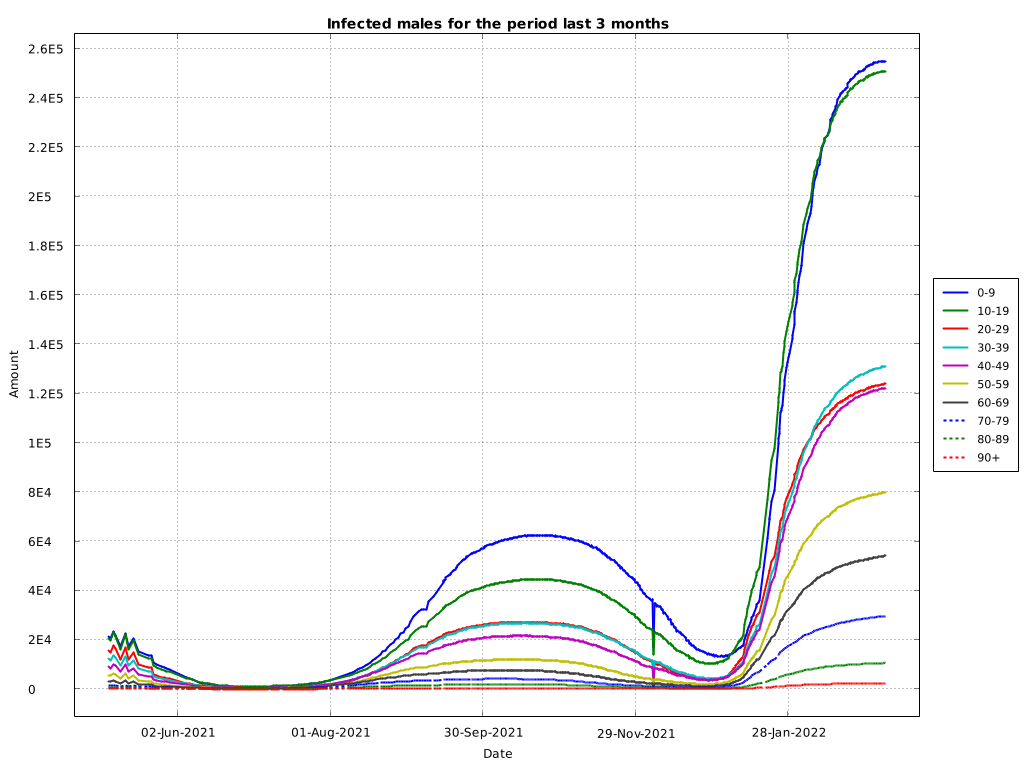 Infected males for the period last 3 months
2.6E5
2.4E5
2.2E5
2E5
1.8E5
1.6E5
1.4E5
1.2E5
1E5
8E4
6E4
4E4
2E4
0
Amount
02-Jun-2021
01-Aug-2021
30-Sep-2021
29-Nov-2021
28-Jan-2022
Date
0-9
10-19
20-29
30-39
40-49
50-59
60-69
70-79
80-89
90+